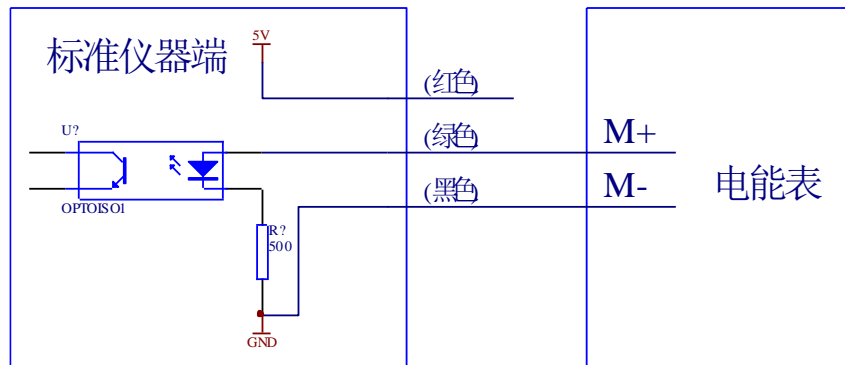 5V
标准仪器端
(红色)
U?
(绿色)
M+
(黑色)
M-
电能表
OPTOISO1
R?
500
GND